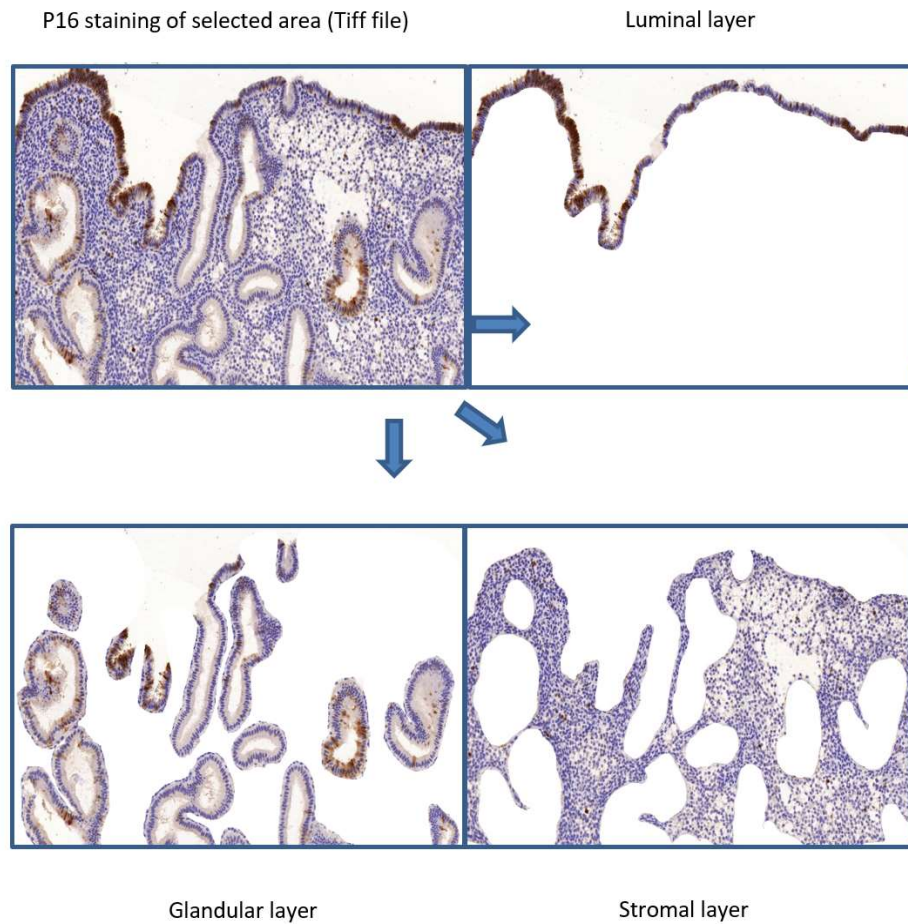 P16 staining of selected area (Tiff file)
Luminal layer
Glandular layer
Stromal layer